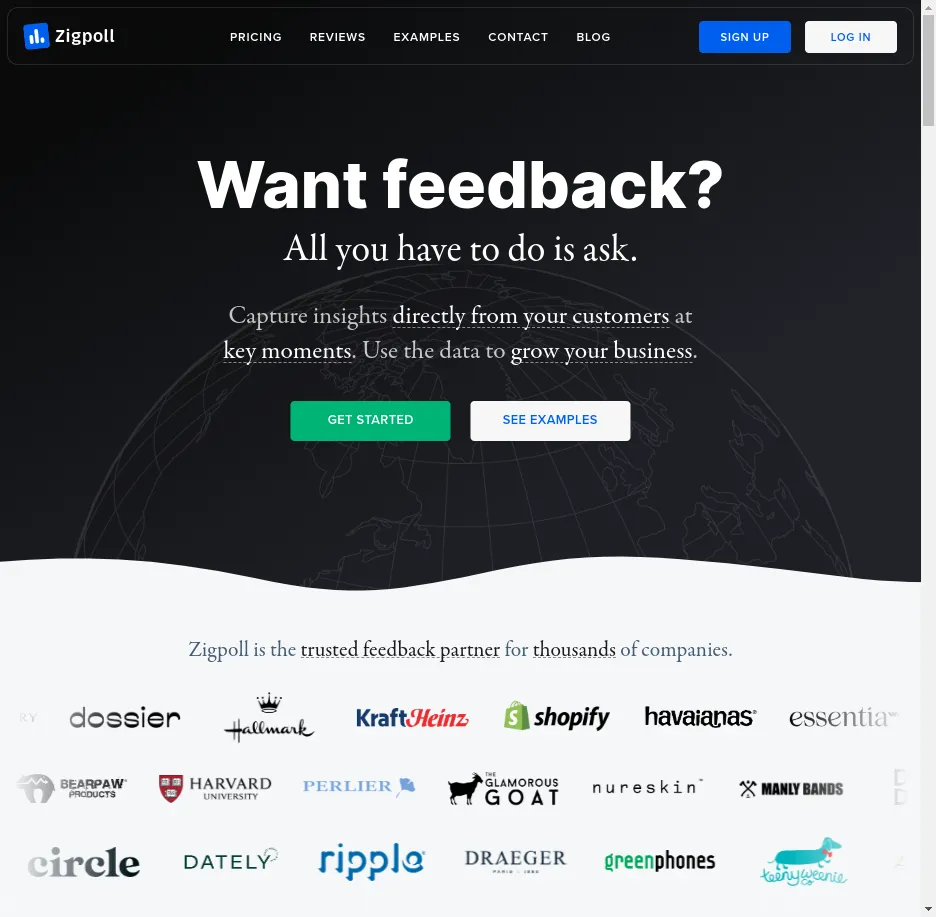 Zigpoll
PRICING
REVIEWS
EXAMPLES
CONTACT
BLOG
SIGN UP
LOG IN
Want feedback?
All you have to do is ask.
Capture insights directly from your customers at
key moments. Use the data to grow your business.
GET STARTED
SEE EXAMPLES
Zigpoll is the trusted feedback partner for thousands of companies.
RY
dossier
Hallmark
KraftHeinz
shopify
havaianas
essentia
BEARPAW
PRODUCTS
HARVARD
UNIVERSITY
PERLIER
THE
GLAMOROUS
GOAT
nureskin™
MANLY BANDS
D
D
circle
DATELY
ripple
DRAEGER
PARIS
greenphones
teenyweenie